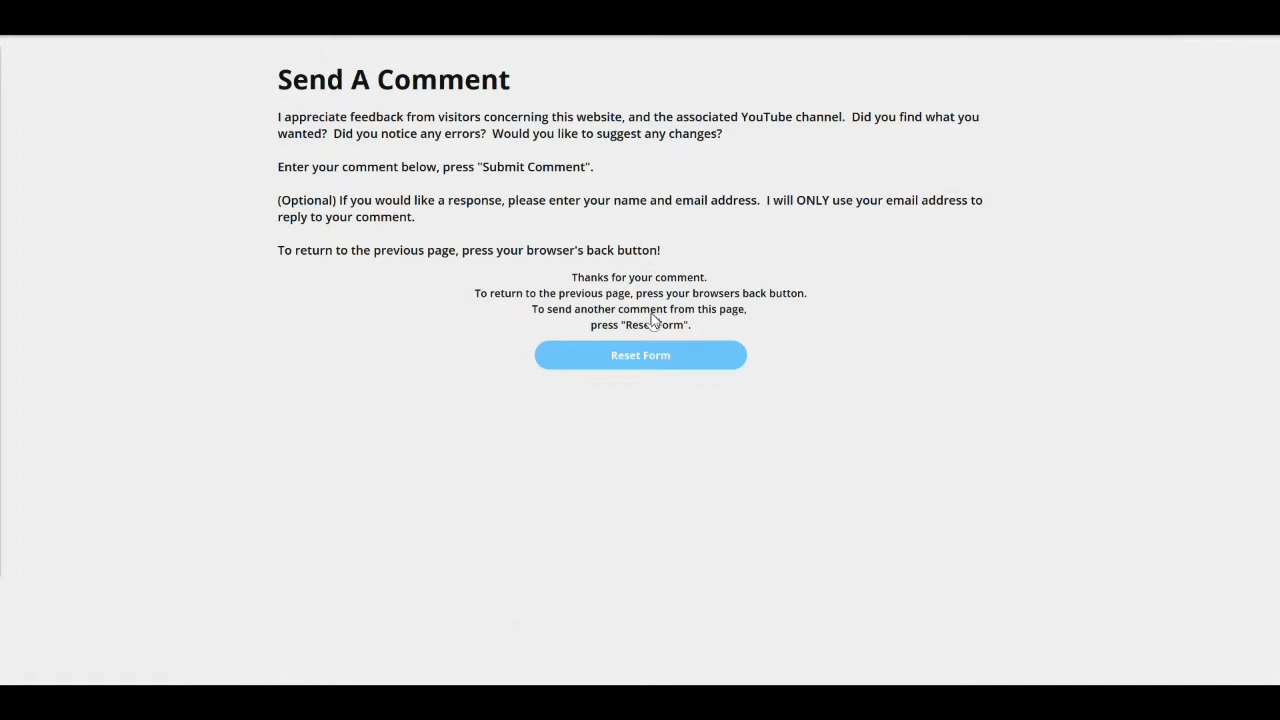 Send A Comment
I appreciate feedback from visitors concerning this website, and the associated YouTube channel.  Did you find what you
wanted?  Did you notice any errors?  Would you like to suggest any changes?
Enter your comment below, press "Submit Comment".
(Optional) If you would like a response, please enter your name and email address.  I will ONLY use your email address to
reply to your comment.
To return to the previous page, press your browser's back button!
Thanks for your comment.
To return to the previous page, press your browsers back button.
To send another comment from this page,
press "Reset Form".
Reset Form